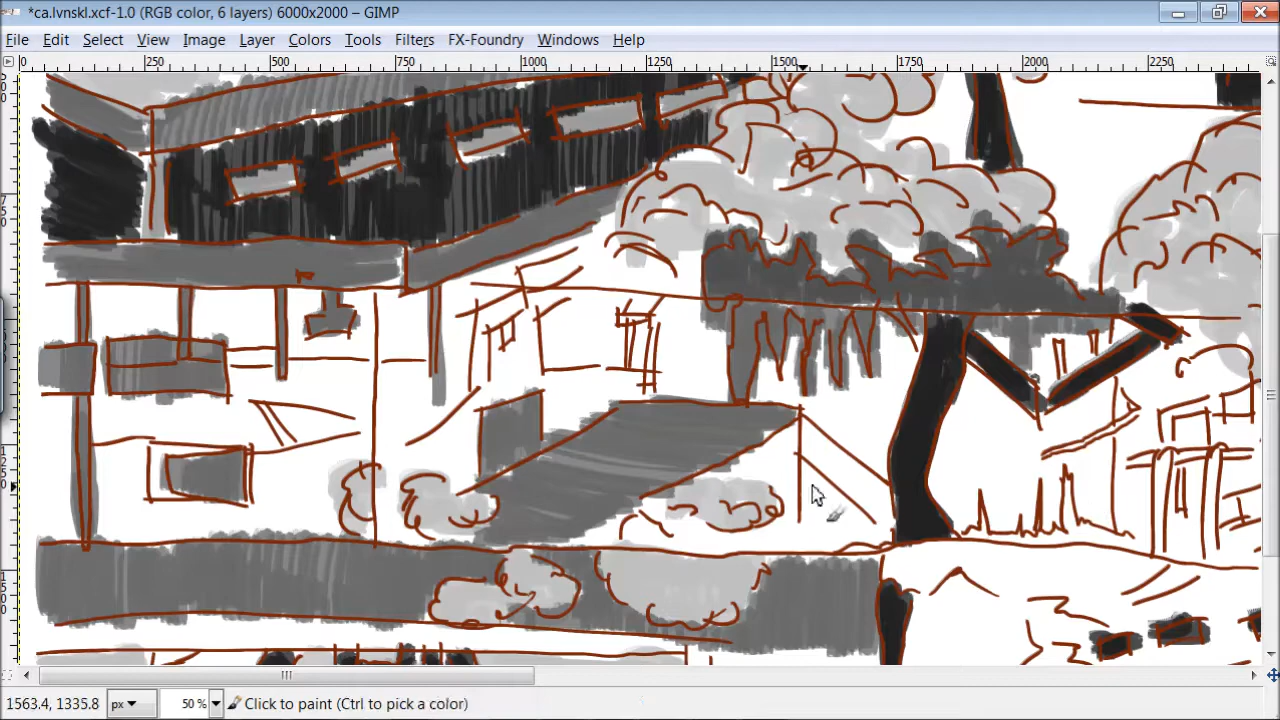 *ca.lvnskl.xcf-1.0 (RGB color, 6 layers) 6000x2000 – GIMP
File Edit Select View Image Layer Colors Tools Filters FX-Foundry Windows Help
0 250 500 750 1000 1250 1500 1750 2000 2250
1563.4, 1335.8 px 50 % Click to paint (Ctrl to pick a color)